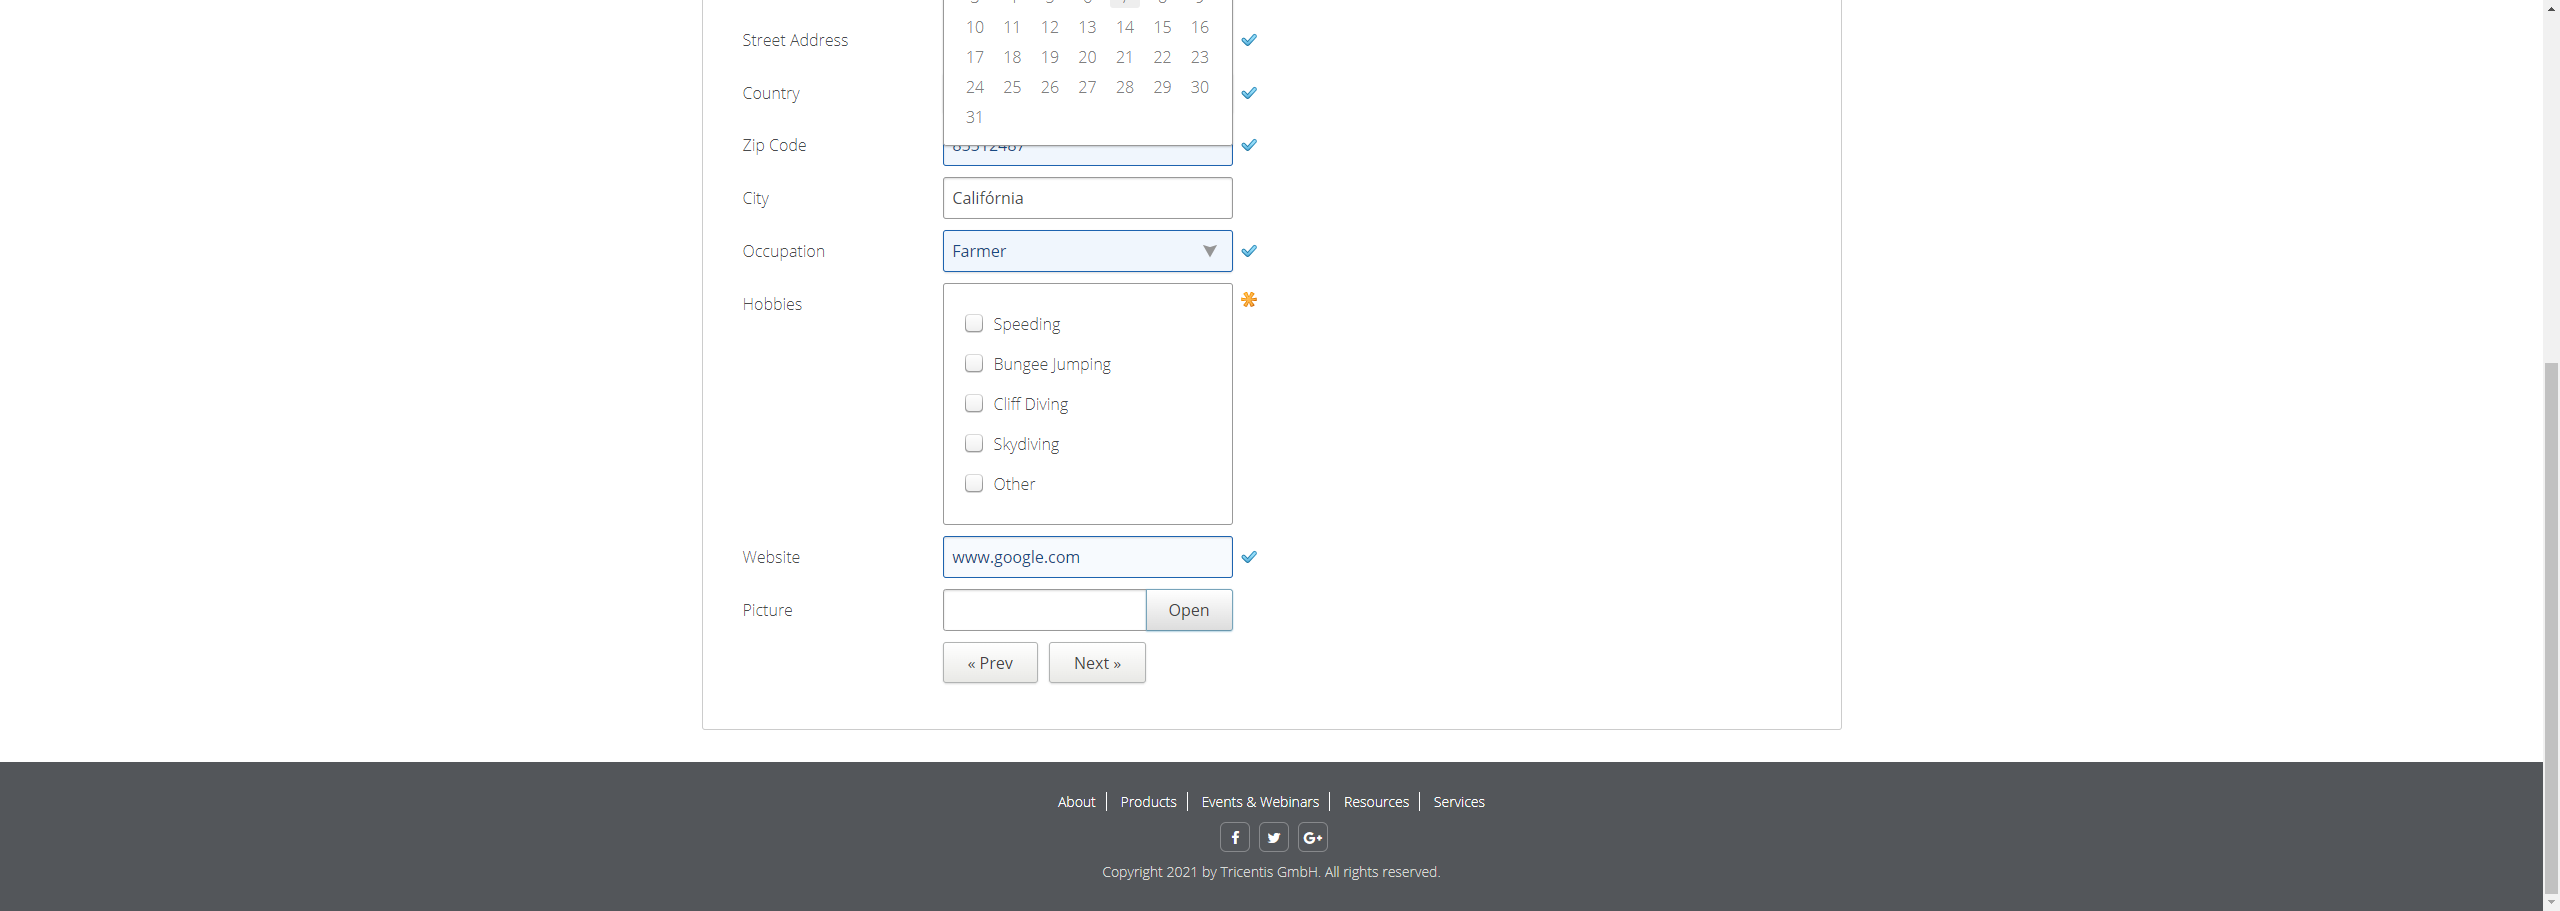 10 11 12 13 14 15 16
Street Address
17 18 19 20 21 22 23
Country
24 25 26 27 28 29 30
31
Zip Code
City Califórnia
Occupation Farmer
Hobbies
Speeding
Bungee Jumping
Cliff Diving
Skydiving
Other
Website www.google.com
Picture Open
« Prev Next »
About Products Events & Webinars Resources Services
f G+
Copyright 2021 by Tricentis GmbH. All rights reserved.